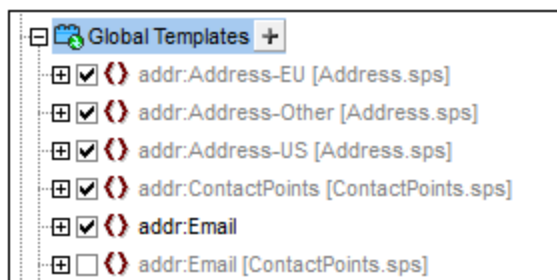 Global Templates
addr:Address-EU [Address.sps]
addr:Address-Other [Address.sps]
addr:Address-US [Address.sps]
addr:ContactPoints [ContactPoints.sps]
addr:Email
addr:Email [ContactPoints.sps]